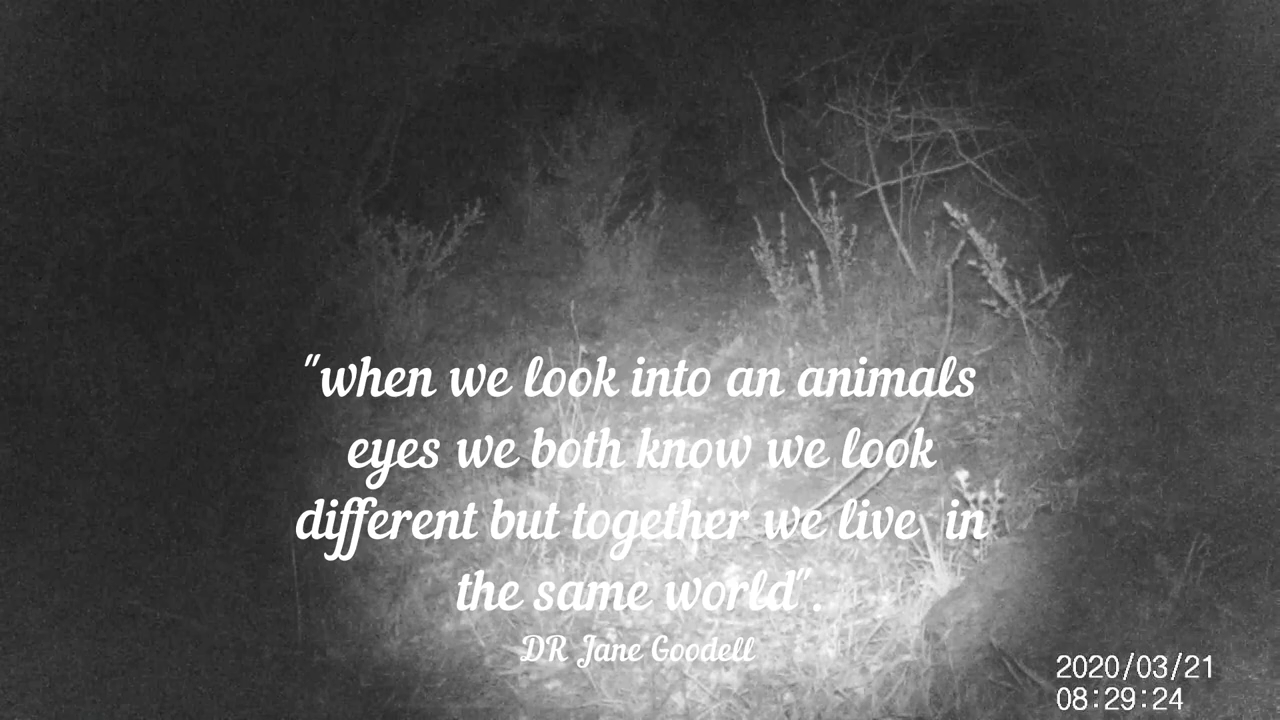 "when we look into an animals
eyes we both know we look
different but together we live in
the same world".
DR Jane Goodell
2020/03/21
08:29:24